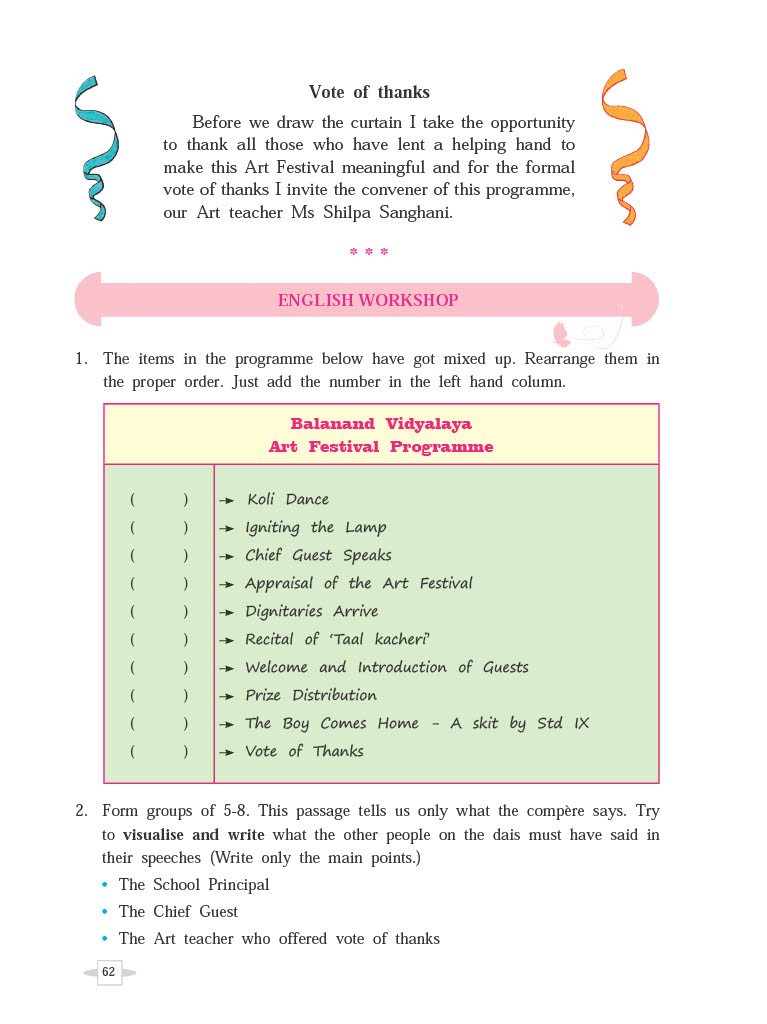 Vote of thanks
Before we draw the curtain I take the opportunity
to thank all those who have lent a helping hand to
make this Art Festival meaningful and for the formal
vote of thanks I invite the convener of this programme,
our Art teacher Ms Shilpa Sanghani.
* * *
ENGLISH WORKSHOP
1. The items in the programme below have got mixed up. Rearrange them in
the proper order. Just add the number in the left hand column.
Balanand Vidyalaya
Art Festival Programme
( ) → Koli Dance
( ) → Igniting the Lamp
( ) → Chief Guest Speaks
( ) → Appraisal of the Art Festival
( ) → Dignitaries Arrive
( ) → Recital of ‘Taal kacheri’
( ) → Welcome and Introduction of Guests
( ) → Prize Distribution
( ) → The Boy Comes Home - A skit by Std IX
( ) → Vote of Thanks
2. Form groups of 5-8. This passage tells us only what the compère says. Try
to visualise and write what the other people on the dais must have said in
their speeches (Write only the main points.)
• The School Principal
• The Chief Guest
• The Art teacher who offered vote of thanks
62